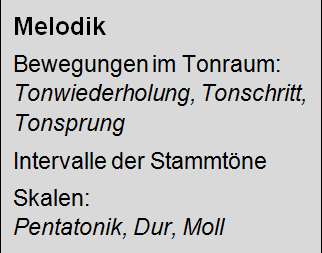 Melodik
Bewegungen im Tonraum:
Tonwiederholung, Tonschritt,
Tonsprung
Intervalle der Stammtöne
Skalen:
Pentatonik, Dur, Moll